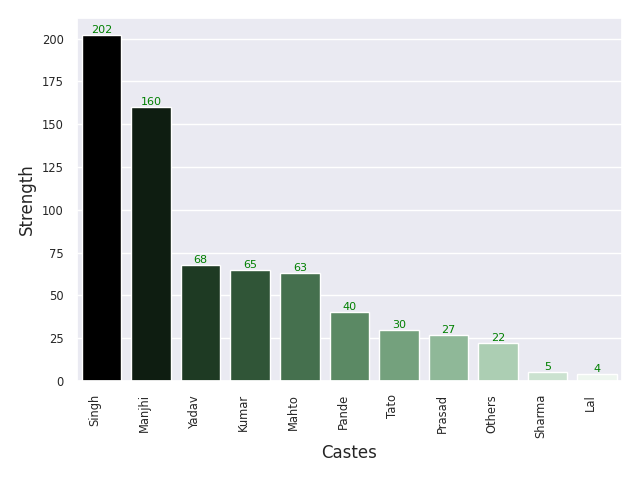 202
200
175
160
150
125
100
75
68
65
63
50
40
30
27
25
22
5
4
0
Strength
Singh
Manjhi
Yadav
Kumar
Mahto
Pande
Tato
Prasad
Others
Sharma
Lal
Castes